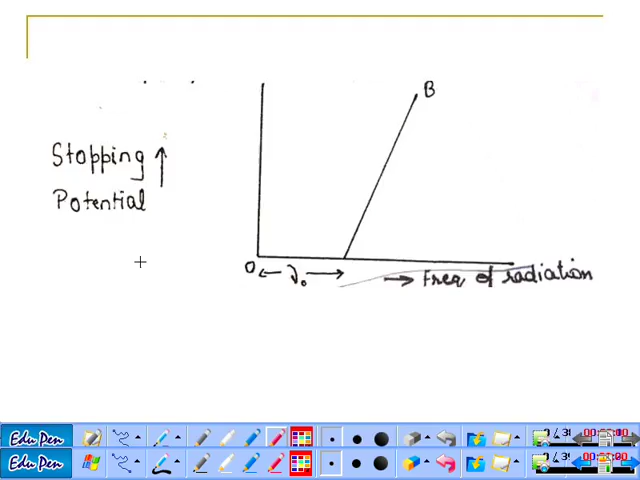 B
Stopping
Potential
O
ν₀
Freq of radiation
Edu Pen
Edu Pen